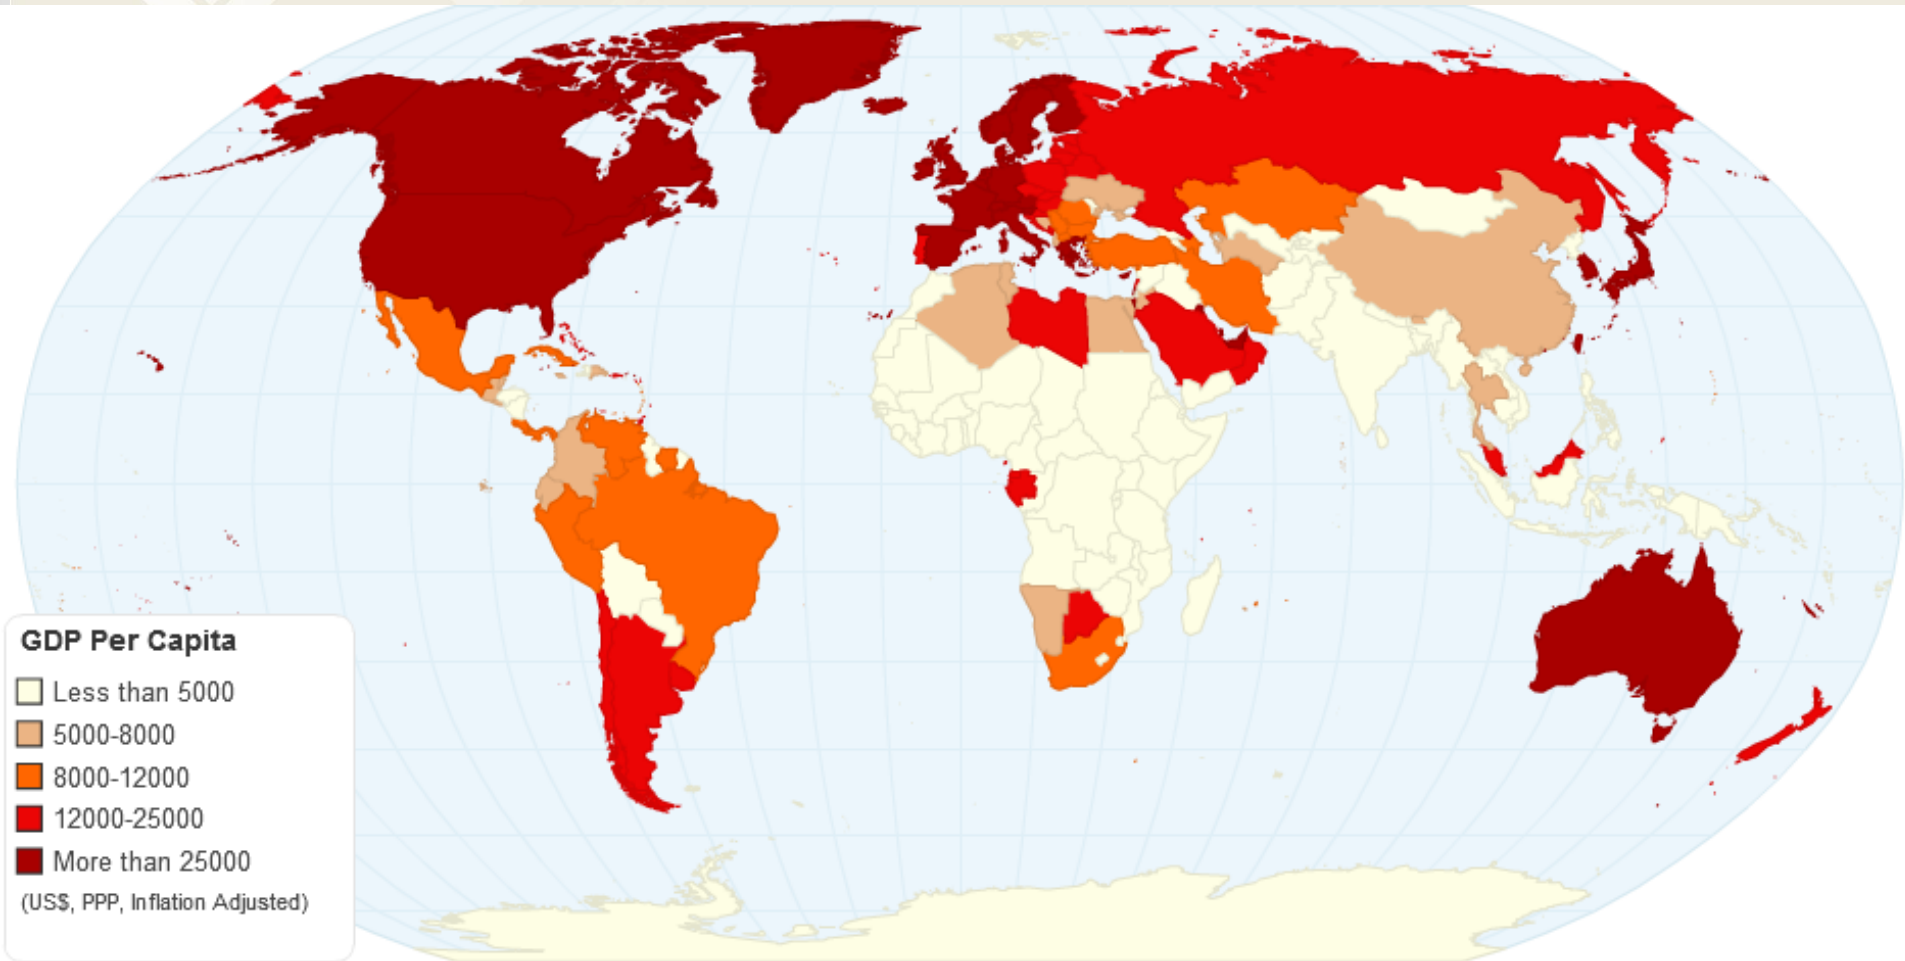 GDP Per Capita
Less than 5000
5000-8000
8000-12000
12000-25000
More than 25000
(US$, PPP, Inflation Adjusted)